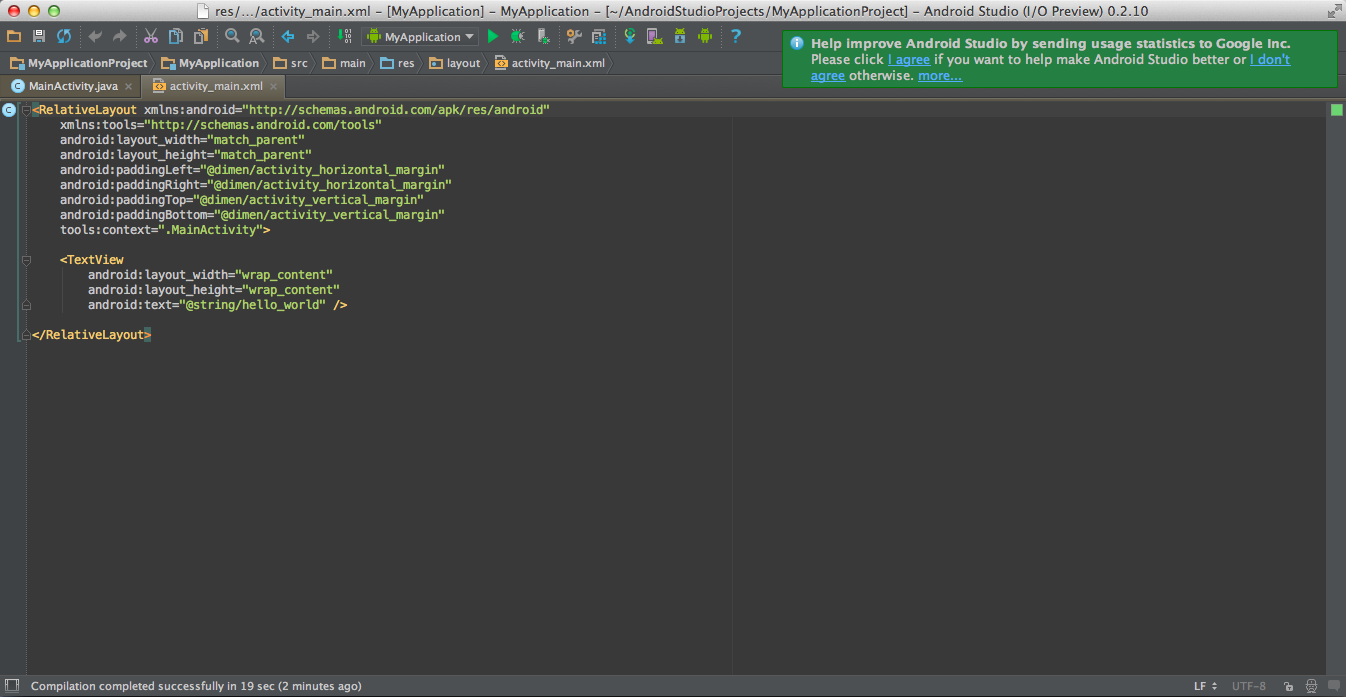 res/.../activity_main.xml - [MyApplication] - MyApplication - [~/AndroidStudioProjects/MyApplicationProject] - Android Studio (I/O Preview) 0.2.10
MyApplication
?
MyApplicationProject MyApplication src main res layout activity_main.xml
Help improve Android Studio by sending usage statistics to Google Inc.
Please click I agree if you want to help make Android Studio better or I don't
agree otherwise. more...
MainActivity.java activity_main.xml
<RelativeLayout xmlns:android="http://schemas.android.com/apk/res/android"
xmlns:tools="http://schemas.android.com/tools"
android:layout_width="match_parent"
android:layout_height="match_parent"
android:paddingLeft="@dimen/activity_horizontal_margin"
android:paddingRight="@dimen/activity_horizontal_margin"
android:paddingTop="@dimen/activity_vertical_margin"
android:paddingBottom="@dimen/activity_vertical_margin"
tools:context=".MainActivity">
<TextView
android:layout_width="wrap_content"
android:layout_height="wrap_content"
android:text="@string/hello_world" />
</RelativeLayout>
Compilation completed successfully in 19 sec (2 minutes ago) LF UTF-8